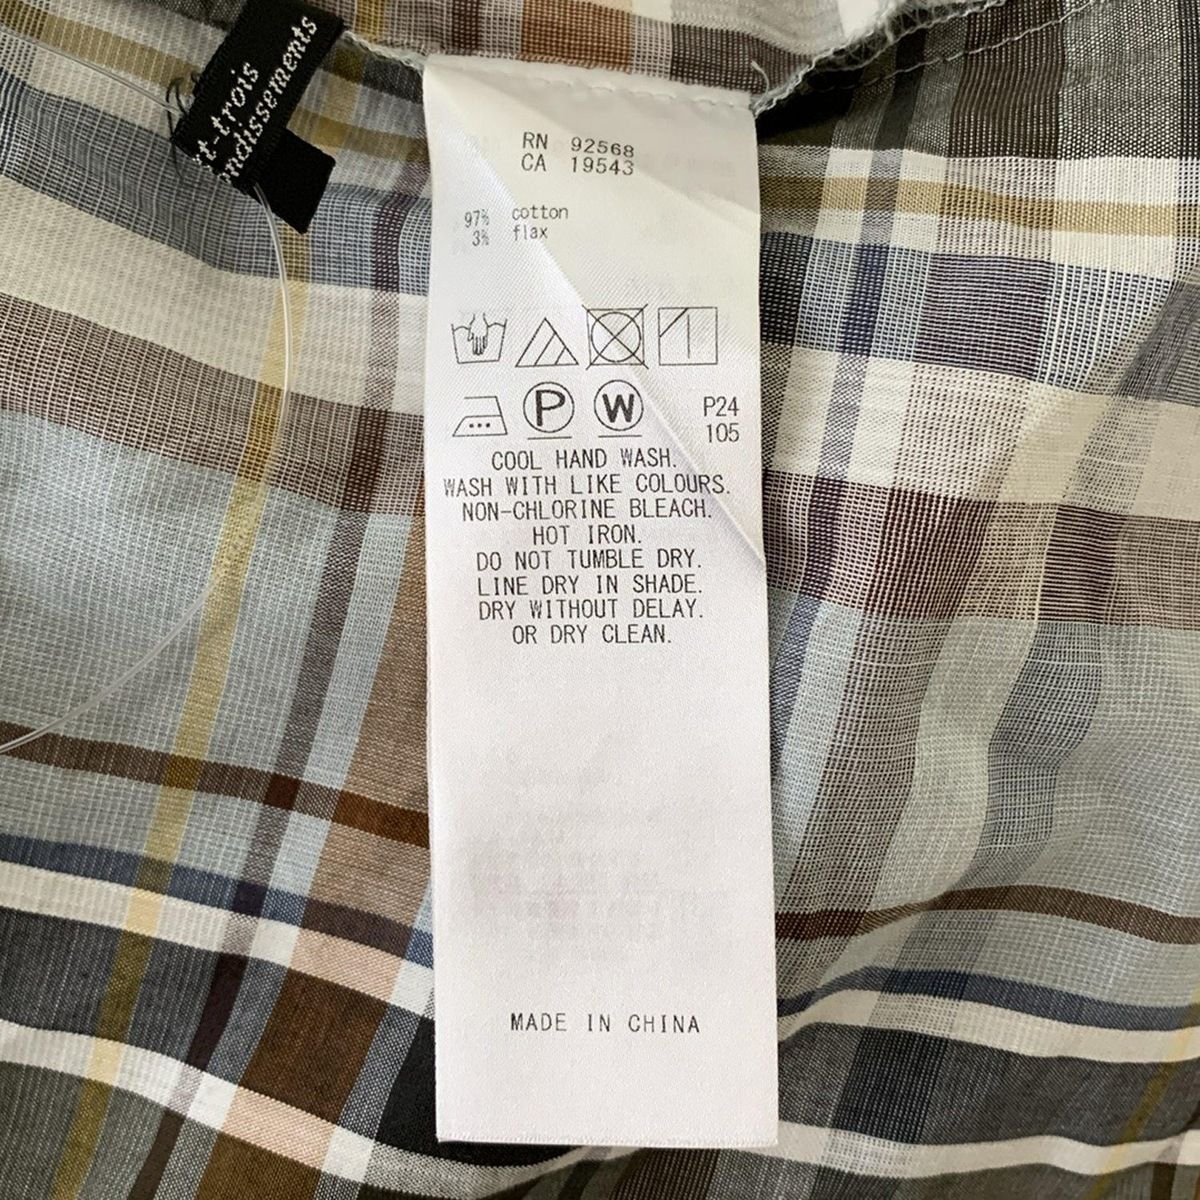 t-trois
ndissements
RN 92568
CA 19543
97% cotton
3% flax
P
W
P24
105
COOL HAND WASH.
WASH WITH LIKE COLOURS.
NON-CHLORINE BLEACH.
HOT IRON.
DO NOT TUMBLE DRY.
LINE DRY IN SHADE.
DRY WITHOUT DELAY.
OR DRY CLEAN.
MADE IN CHINA